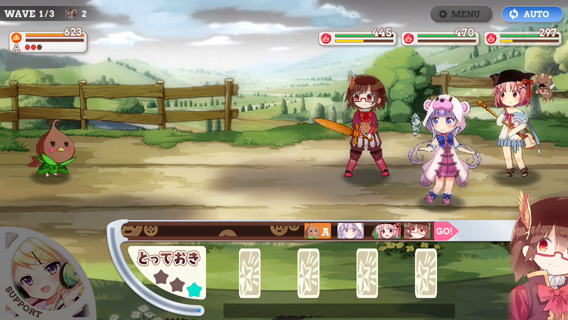 WAVE 1/3 2
MENU
AUTO
623
A
445
470
297
A
GO!
とっておき
SUPPORT